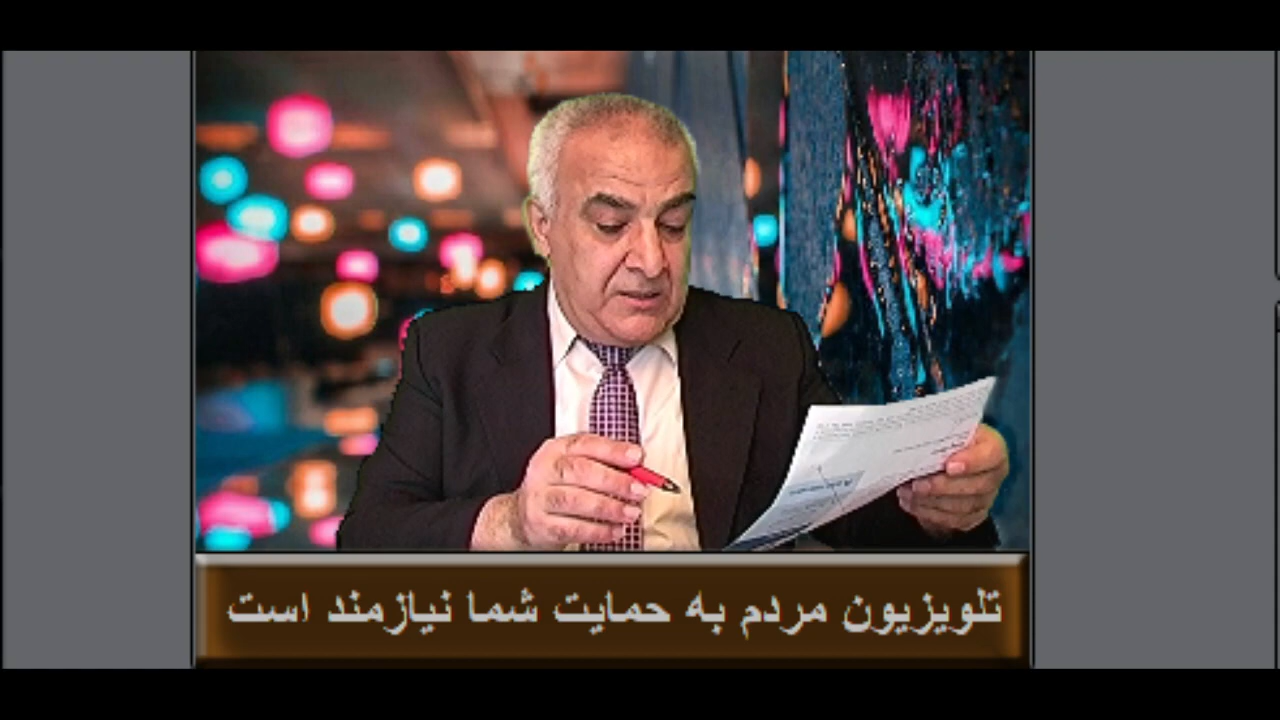 تلویزیون مردم به حمایت شما نیازمند است